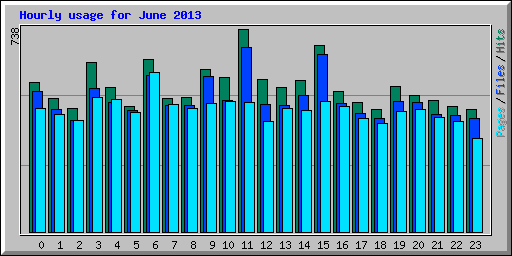 Hourly usage for June 2013
738
Pages / Files / Hits
0 1 2 3 4 5 6 7 8 9 10 11 12 13 14 15 16 17 18 19 20 21 22 23